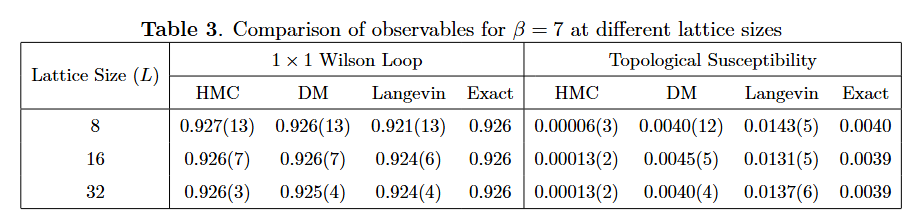 Table 3. Comparison of observables for β = 7 at different lattice sizes
Lattice Size (L) 1 × 1 Wilson Loop Topological Susceptibility
HMC DM Langevin Exact HMC DM Langevin Exact
8 0.927(13) 0.926(13) 0.921(13) 0.926 0.00006(3) 0.0040(12) 0.0143(5) 0.0040
16 0.926(7) 0.926(7) 0.924(6) 0.926 0.00013(2) 0.0045(5) 0.0131(5) 0.0039
32 0.926(3) 0.925(4) 0.924(4) 0.926 0.00013(2) 0.0040(4) 0.0137(6) 0.0039